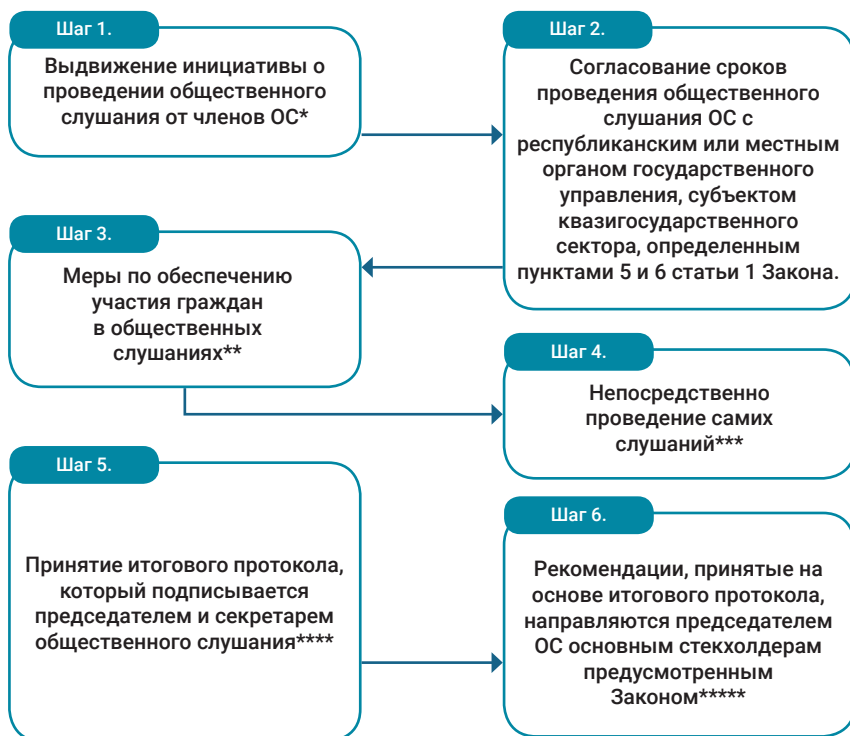 Шаг 1.
Выдвижение инициативы о
проведении общественного
слушания от членов ОС*
Шаг 2.
Согласование сроков
проведения общественного
слушания ОС с
республиканским или местным
органом государственного
управления, субъектом
квазигосударственного
сектора, определенным
пунктами 5 и 6 статьи 1 Закона.
Шаг 3.
Меры по обеспечению
участия граждан
в общественных
слушаниях**
Шаг 4.
Непосредственно
проведение самих
слушаний***
Шаг 5.
Принятие итогового протокола,
который подписывается
председателем и секретарем
общественного слушания****
Шаг 6.
Рекомендации, принятые на
основе итогового протокола,
направляются председателем
ОС основным стекхолдерам
предусмотренным
Законом*****